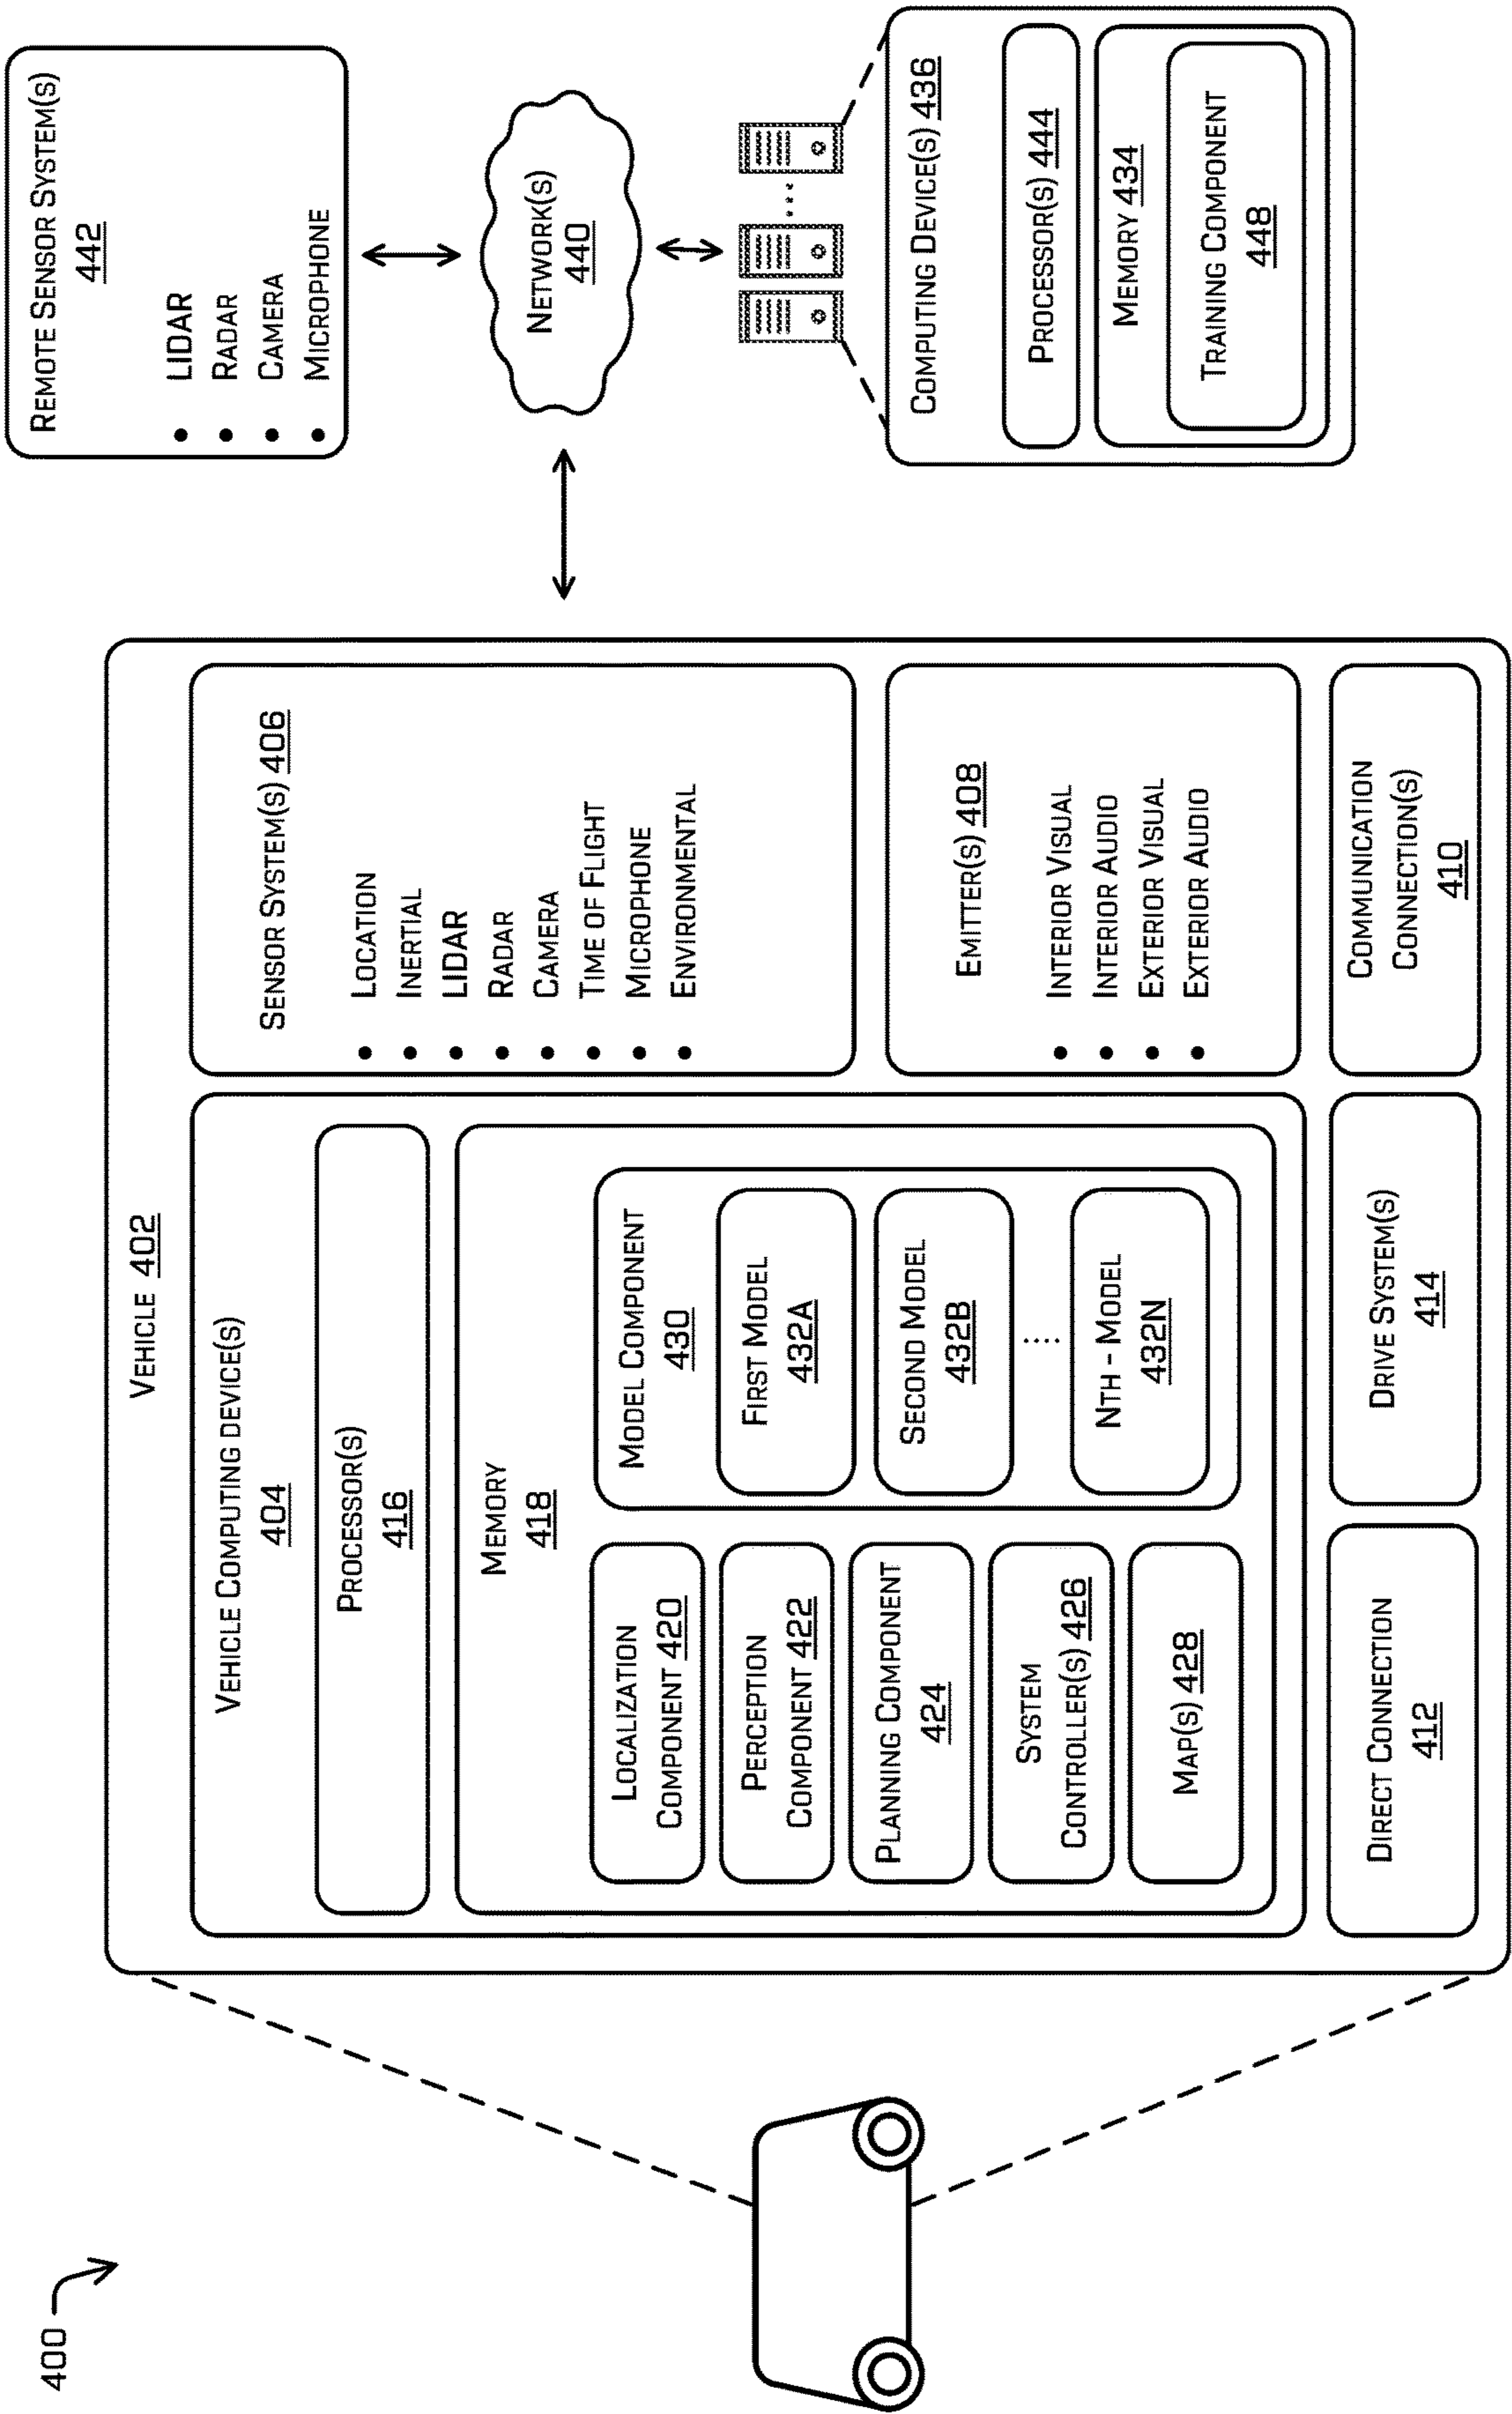 400
VEHICLE 402
VEHICLE COMPUTING DEVICE(S)
404
PROCESSOR(S)
416
MEMORY
418
LOCALIZATION
COMPONENT 420
PERCEPTION
COMPONENT 422
PLANNING COMPONENT
424
SYSTEM
CONTROLLER(S) 426
MAP(S) 428
MODEL COMPONENT
430
FIRST MODEL
432A
SECOND MODEL
432B
NTH - MODEL
432N
SENSOR SYSTEM(S) 406
• LOCATION
• INERTIAL
• LIDAR
• RADAR
• CAMERA
• TIME OF FLIGHT
• MICROPHONE
• ENVIRONMENTAL
EMITTER(S) 408
• INTERIOR VISUAL
• INTERIOR AUDIO
• EXTERIOR VISUAL
• EXTERIOR AUDIO
DIRECT CONNECTION
412
DRIVE SYSTEM(S)
414
COMMUNICATION
CONNECTION(S)
410
REMOTE SENSOR SYSTEM(S)
442
• LIDAR
• RADAR
• CAMERA
• MICROPHONE
NETWORK(S)
440
COMPUTING DEVICE(S) 436
PROCESSOR(S) 444
MEMORY 434
TRAINING COMPONENT
448